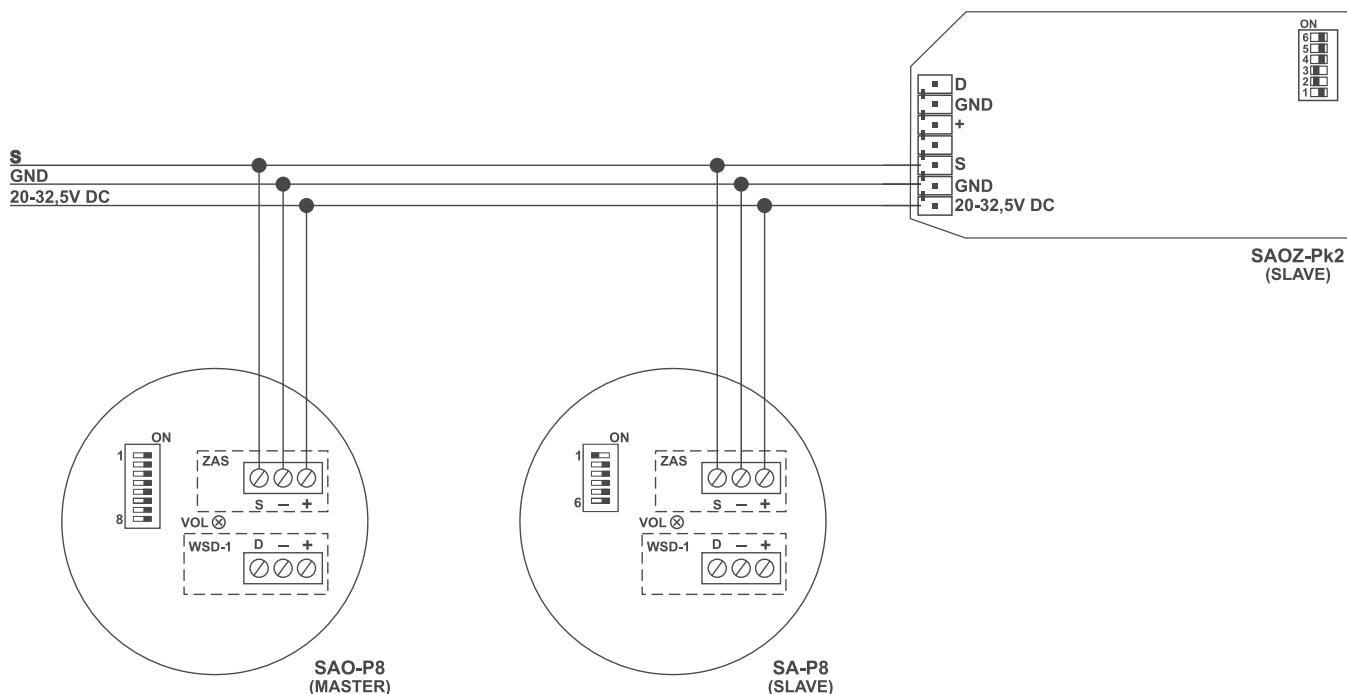 ON
6
5
4
3
2
1
D
GND
+
S
S
GND
GND
20-32,5V DC
20-32,5V DC
SAOZ-Pk2
(SLAVE)
ON
1
8
ZAS
S – +
VOL
WSD-1 D – +
SAO-P8
(MASTER)
ON
1
6
ZAS
S – +
VOL
WSD-1 D – +
SA-P8
(SLAVE)